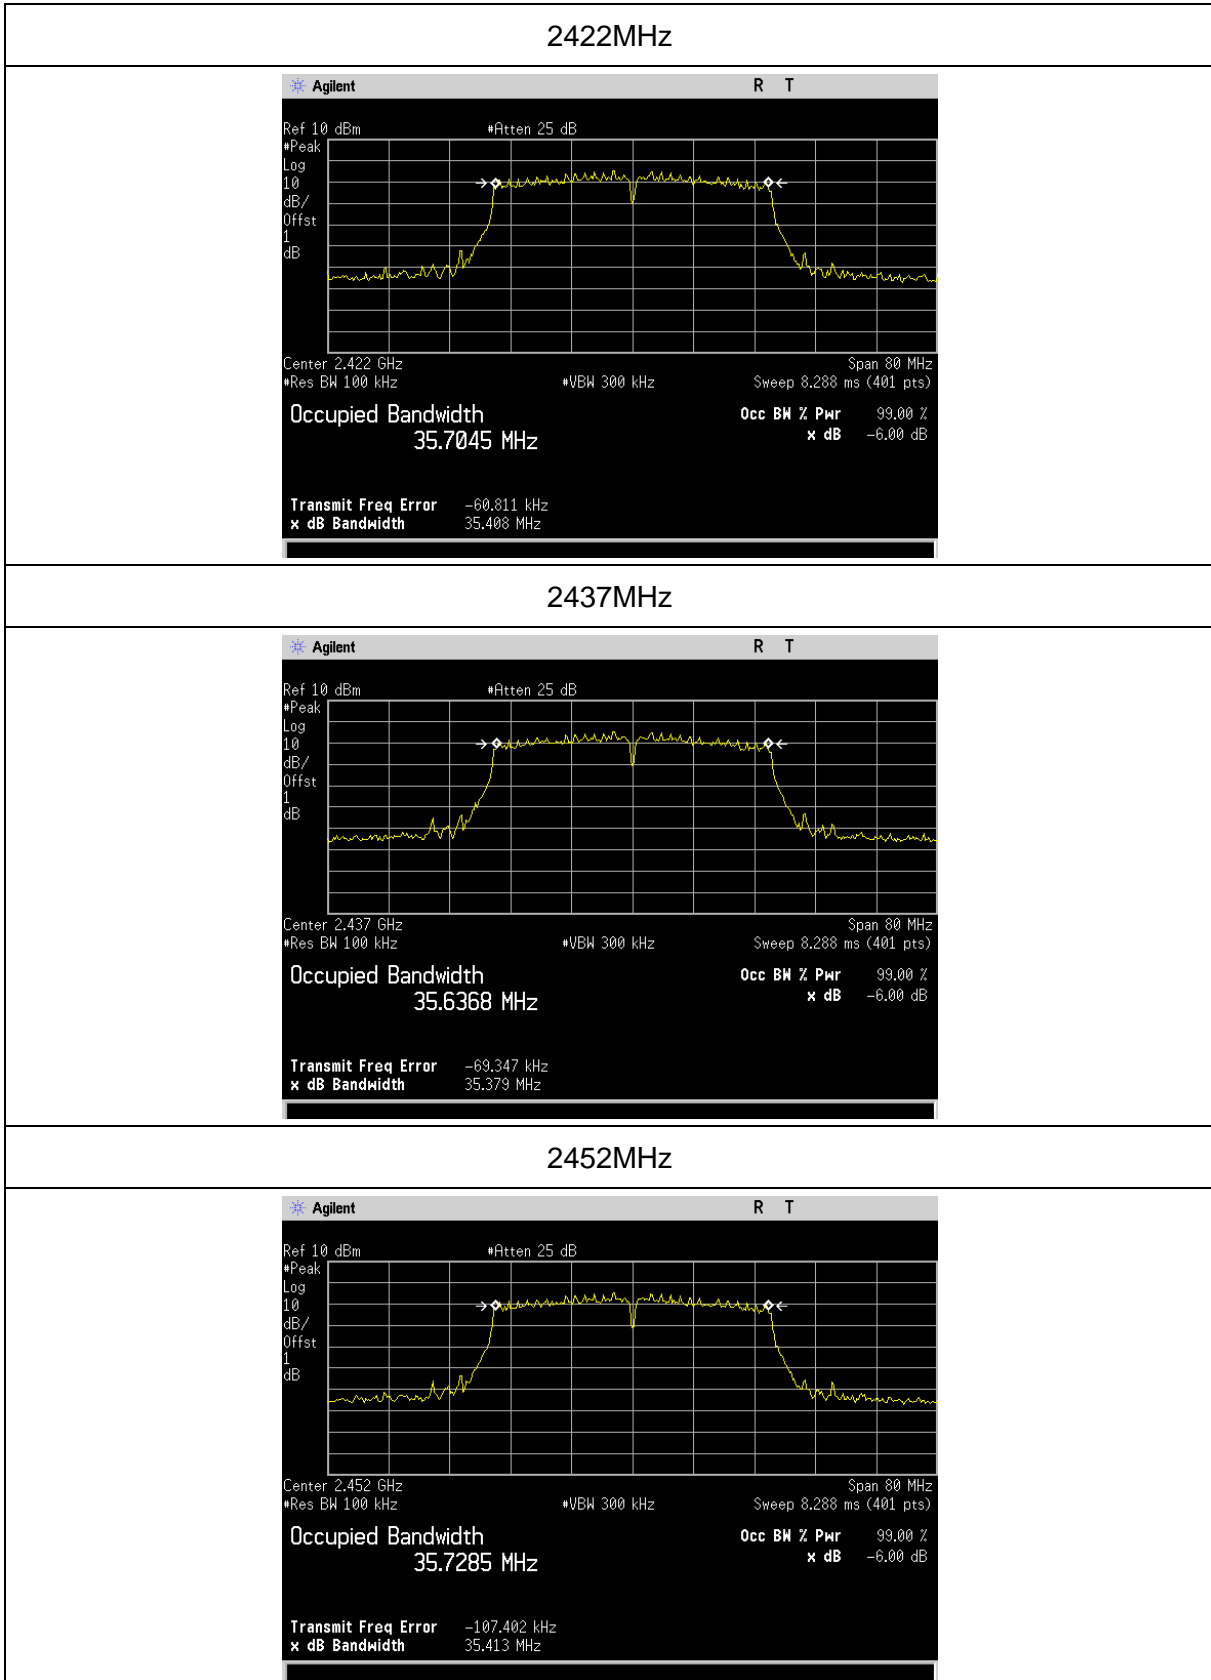 2422MHz
Agilent R T
Ref 10 dBm #Atten 25 dB
#Peak
Log
10
dB/
Offst
1
dB
Center 2.422 GHz Span 80 MHz
#Res BW 100 kHz #VBW 300 kHz Sweep 8.288 ms (401 pts)
Occupied Bandwidth Occ BW % Pwr 99.00 %
35.7045 MHz x dB -6.00 dB
Transmit Freq Error -60.811 kHz
x dB Bandwidth 35.408 MHz
2437MHz
Agilent R T
Ref 10 dBm #Atten 25 dB
#Peak
Log
10
dB/
Offst
1
dB
Center 2.437 GHz Span 80 MHz
#Res BW 100 kHz #VBW 300 kHz Sweep 8.288 ms (401 pts)
Occupied Bandwidth Occ BW % Pwr 99.00 %
35.6368 MHz x dB -6.00 dB
Transmit Freq Error -69.347 kHz
x dB Bandwidth 35.379 MHz
2452MHz
Agilent R T
Ref 10 dBm #Atten 25 dB
#Peak
Log
10
dB/
Offst
1
dB
Center 2.452 GHz Span 80 MHz
#Res BW 100 kHz #VBW 300 kHz Sweep 8.288 ms (401 pts)
Occupied Bandwidth Occ BW % Pwr 99.00 %
35.7285 MHz x dB -6.00 dB
Transmit Freq Error -107.402 kHz
x dB Bandwidth 35.413 MHz